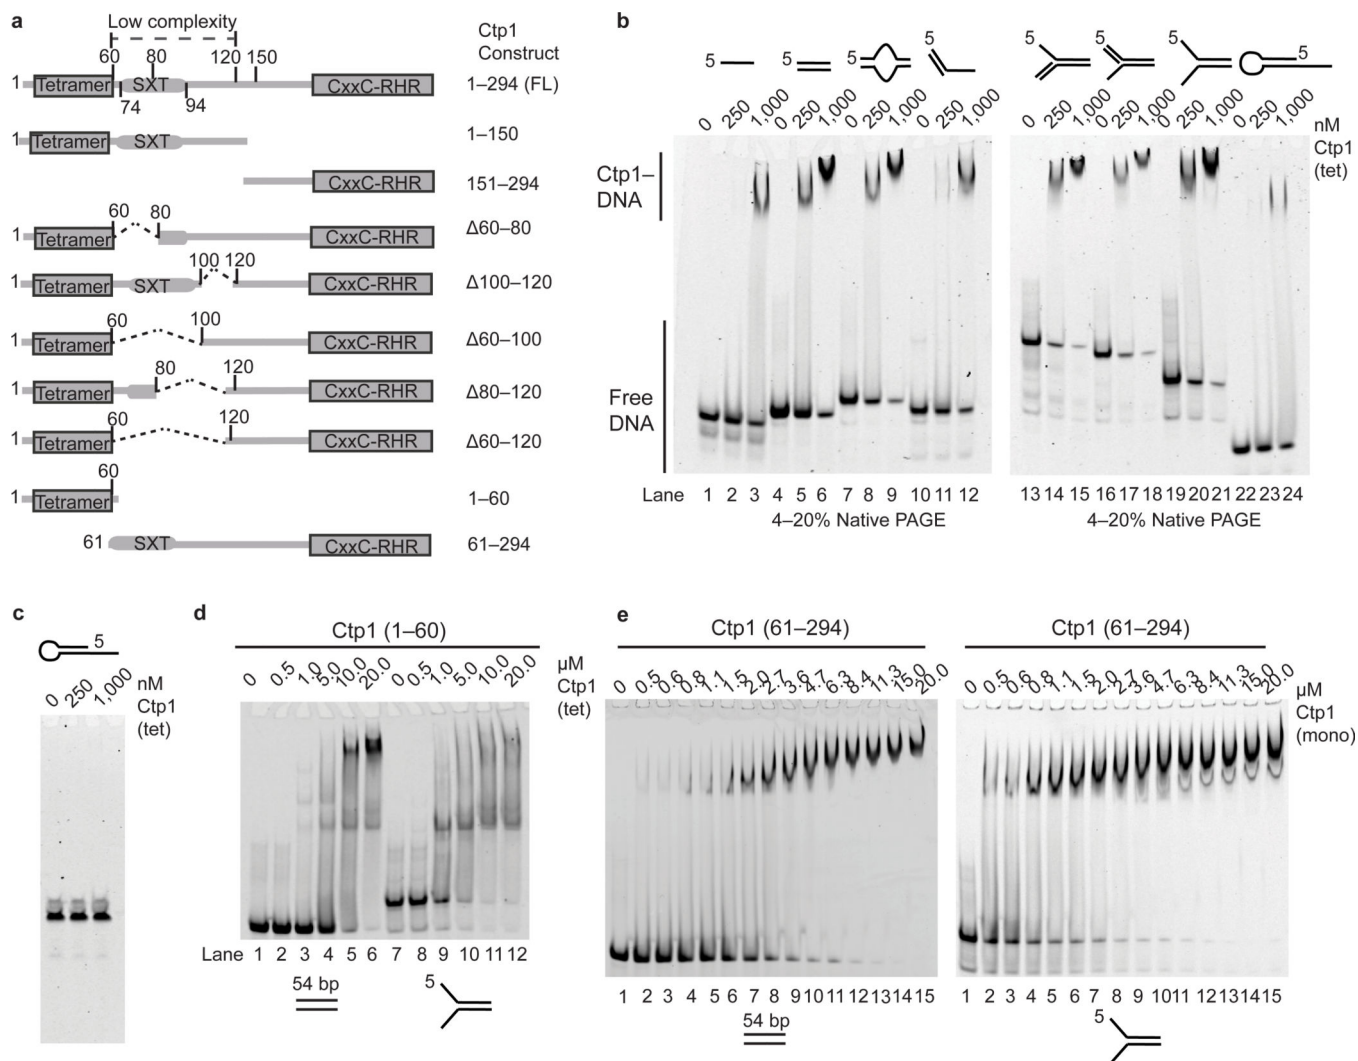 a
Low complexity
60 80 120 150
Ctp1
Construct
1 Tetramer SXT CxxC-RHR 1–294 (FL)
74 94
1 Tetramer SXT 1–150
CxxC-RHR 151–294
60 80
1 Tetramer CxxC-RHR Δ60–80
100 120
1 Tetramer SXT CxxC-RHR Δ100–120
60 100
1 Tetramer CxxC-RHR Δ60–100
80 120
1 Tetramer CxxC-RHR Δ80–120
60 120
1 Tetramer CxxC-RHR Δ60–120
60
1 Tetramer 1–60
61 SXT CxxC-RHR 61–294
b
5 5 5 5 5 5 5 5
0 250 1,000 0 250 1,000 0 250 1,000 0 250 1,000 0 250 1,000 0 250 1,000 0 250 1,000 0 250 1,000
nM
Ctp1
(tet)
Ctp1–
DNA
Free
DNA
Lane 1 2 3 4 5 6 7 8 9 10 11 12 13 14 15 16 17 18 19 20 21 22 23 24
4–20% Native PAGE 4–20% Native PAGE
c
5
0 250 1,000
nM
Ctp1
(tet)
d
Ctp1 (1–60)
0 0.5 1.0 5.0 10.0 20.0 0 0.5 1.0 5.0 10.0 20.0
µM
Ctp1
(tet)
Lane 1 2 3 4 5 6 7 8 9 10 11 12
54 bp 5
e
Ctp1 (61–294) Ctp1 (61–294)
0 0.5 0.6 0.8 1.1 1.5 2.0 2.7 3.6 4.7 6.3 8.4 11.3 15.0 20.0
0 0.5 0.6 0.8 1.1 1.5 2.0 2.7 3.6 4.7 6.3 8.4 11.3 15.0 20.0
µM
Ctp1
(mono)
1 2 3 4 5 6 7 8 9 10 11 12 13 14 15
1 2 3 4 5 6 7 8 9 10 11 12 13 14 15
54 bp 5